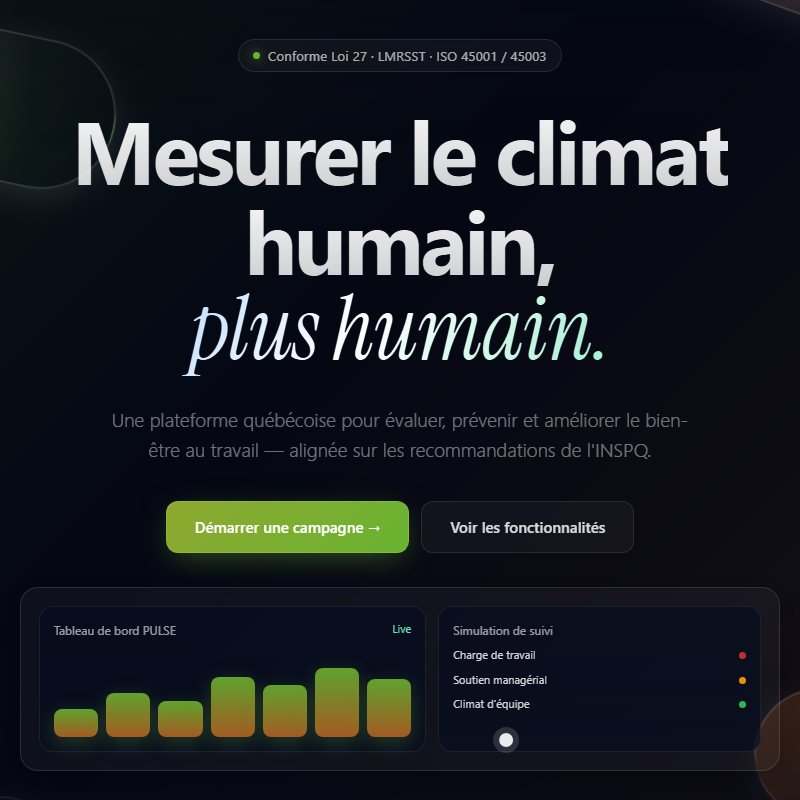 Conforme Loi 27 · LMRSST · ISO 45001 / 45003
Mesurer le climat
humain,
plus humain.
Une plateforme québécoise pour évaluer, prévenir et améliorer le bien-
être au travail — alignée sur les recommandations de l'INSPQ.
Démarrer une campagne →
Voir les fonctionnalités
Tableau de bord PULSE
Live
Simulation de suivi
Charge de travail
Soutien managérial
Climat d'équipe